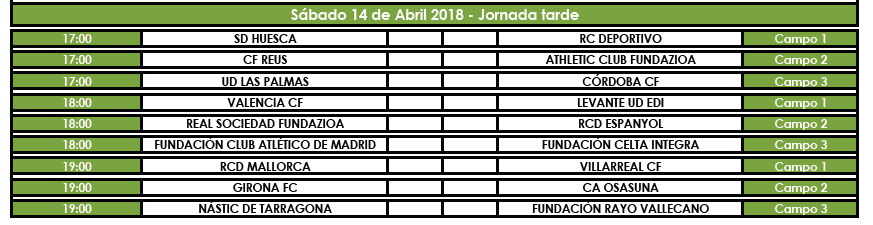 Sábado 14 de Abril 2018 - Jornada tarde
17:00 SD HUESCA RC DEPORTIVO Campo 1
17:00 CF REUS ATHLETIC CLUB FUNDAZIOA Campo 2
17:00 UD LAS PALMAS CÓRDOBA CF Campo 3
18:00 VALENCIA CF LEVANTE UD EDI Campo 1
18:00 REAL SOCIEDAD FUNDAZIOA RCD ESPANYOL Campo 2
18:00 FUNDACIÓN CLUB ATLÉTICO DE MADRID FUNDACIÓN CELTA INTEGRA Campo 3
19:00 RCD MALLORCA VILLARREAL CF Campo 1
19:00 GIRONA FC CA OSASUNA Campo 2
19:00 NÁSTIC DE TARRAGONA FUNDACIÓN RAYO VALLECANO Campo 3